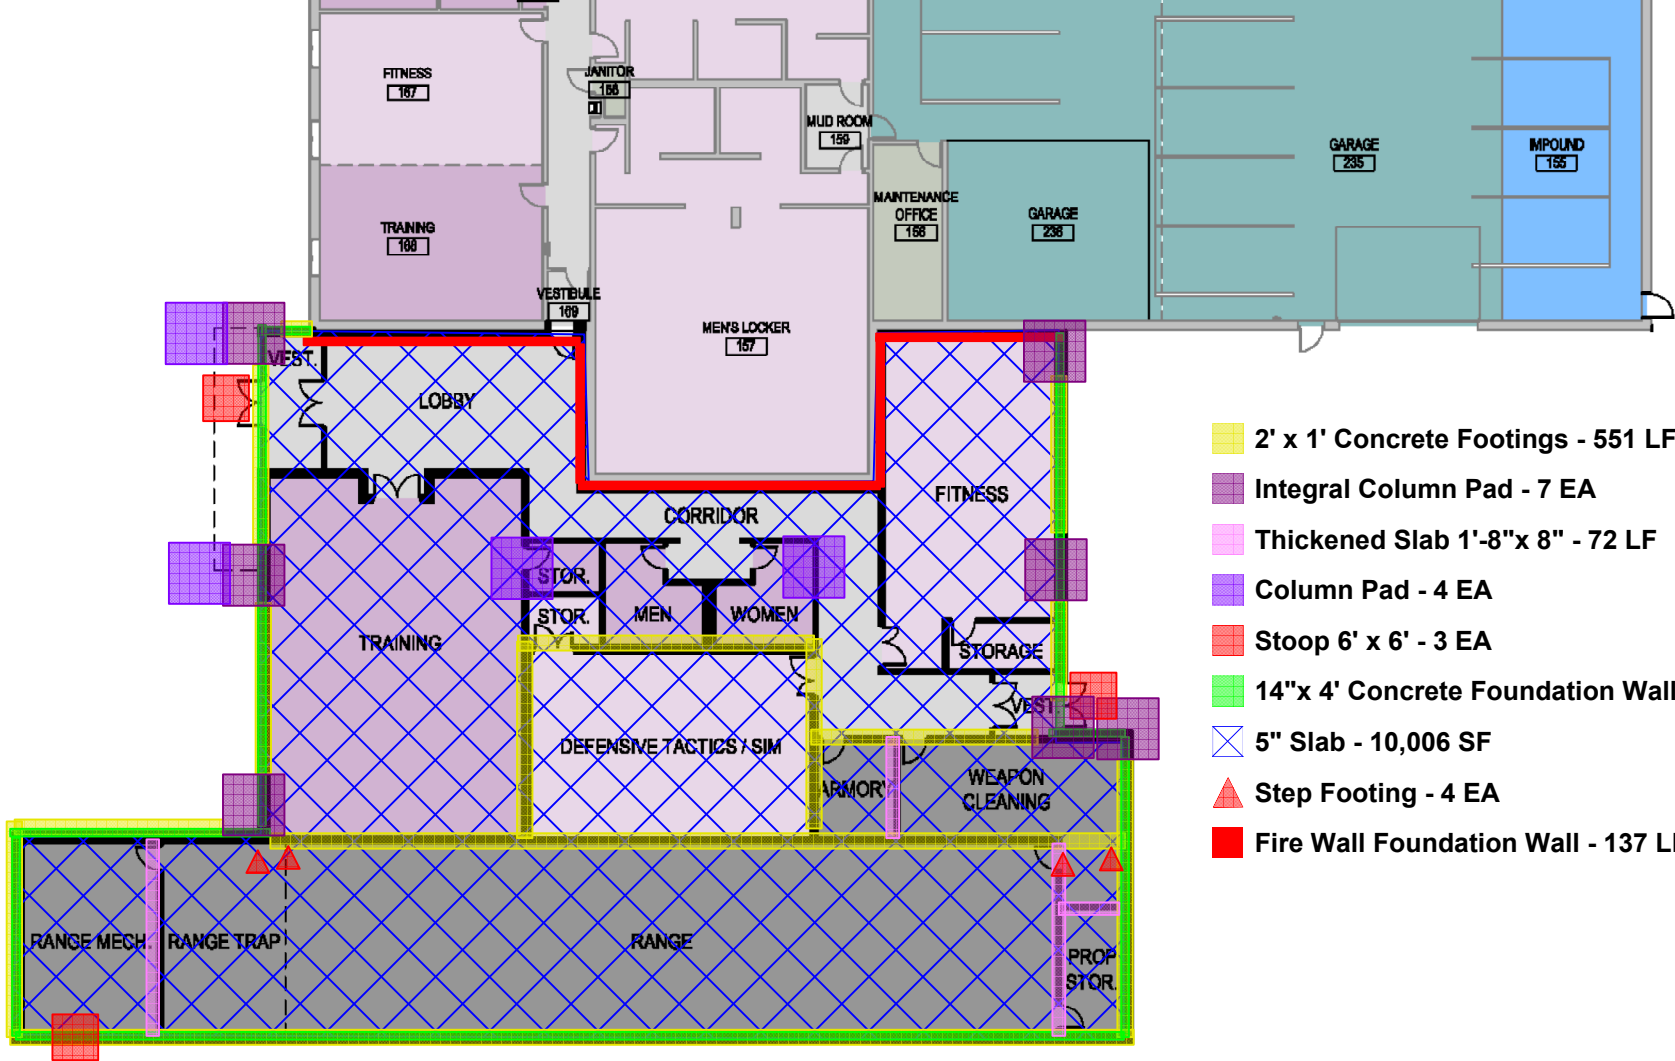 FITNESS
167
JANITOR
166
MUD ROOM
159
GARAGE
235
IMPOUND
155
TRAINING
168
MAINTENANCE
OFFICE
158
GARAGE
236
VESTIBULE
169
MEN'S LOCKER
157
VEST.
LOBBY
FITNESS
CORRIDOR
STOR.
STOR.
MEN
WOMEN
TRAINING
STORAGE
VEST.
DEFENSIVE TACTICS / SIM
ARMORY
WEAPON
CLEANING
RANGE MECH.
RANGE TRAP
RANGE
PROP
STOR.
2' x 1' Concrete Footings - 551 LF
Integral Column Pad - 7 EA
Thickened Slab 1'-8"x 8" - 72 LF
Column Pad - 4 EA
Stoop 6' x 6' - 3 EA
14"x 4' Concrete Foundation Wall
5" Slab - 10,006 SF
Step Footing - 4 EA
Fire Wall Foundation Wall - 137 LF